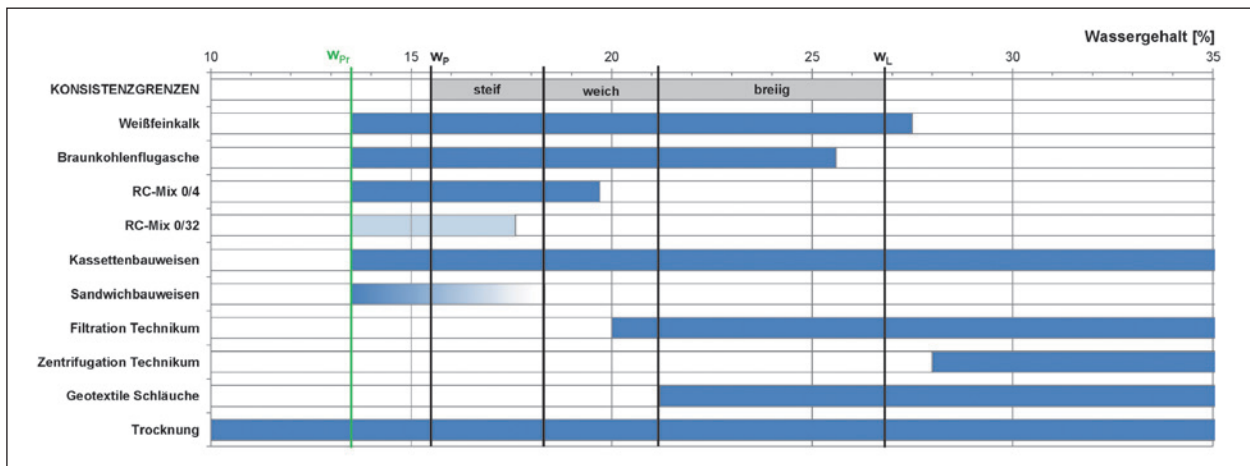 Wassergehalt [%]
10 15 20 25 30 35
wPr wP wL
KONSISTENZGRENZEN steif weich breiig
Weißfeinkalk
Braunkohlenflugasche
RC-Mix 0/4
RC-Mix 0/32
Kassettenbauweisen
Sandwichbauweisen
Filtration Technikum
Zentrifugation Technikum
Geotextile Schläuche
Trocknung